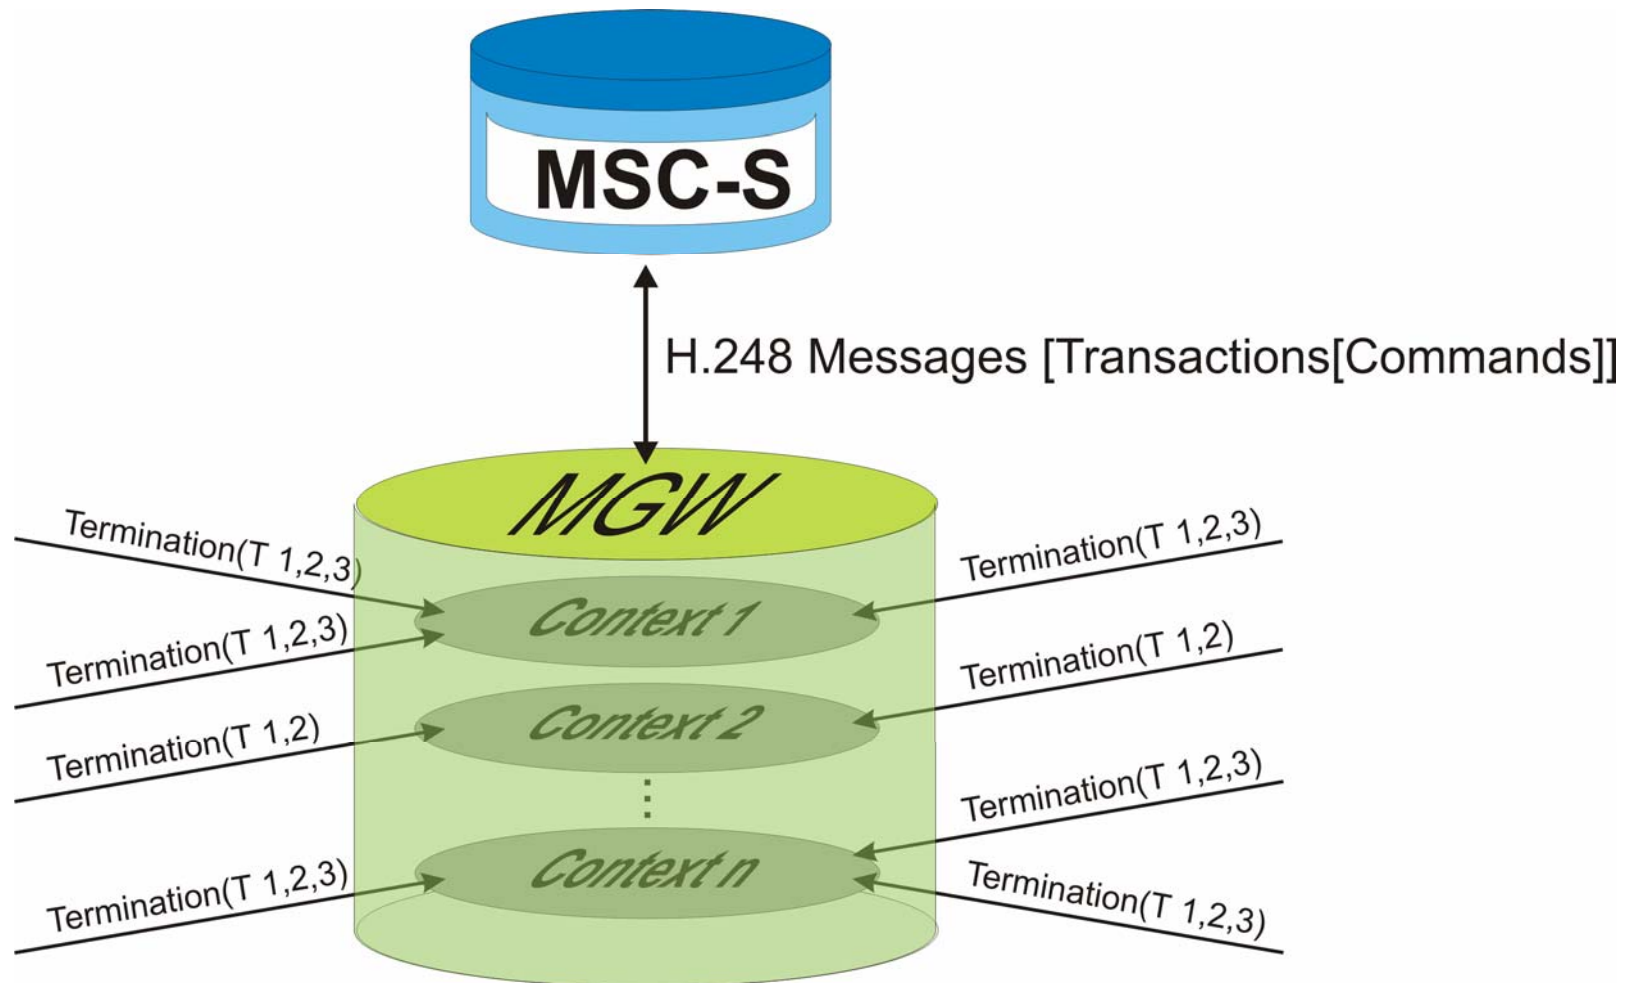 MSC-S
H.248 Messages [Transactions[Commands]]
MGW
Termination(T 1,2,3)
Termination(T 1,2,3)
Context 1
Termination(T 1,2,3)
Termination(T 1,2)
Termination(T 1,2)
Context 2
Termination(T 1,2,3)
Termination(T 1,2,3)
Context n
Termination(T 1,2,3)